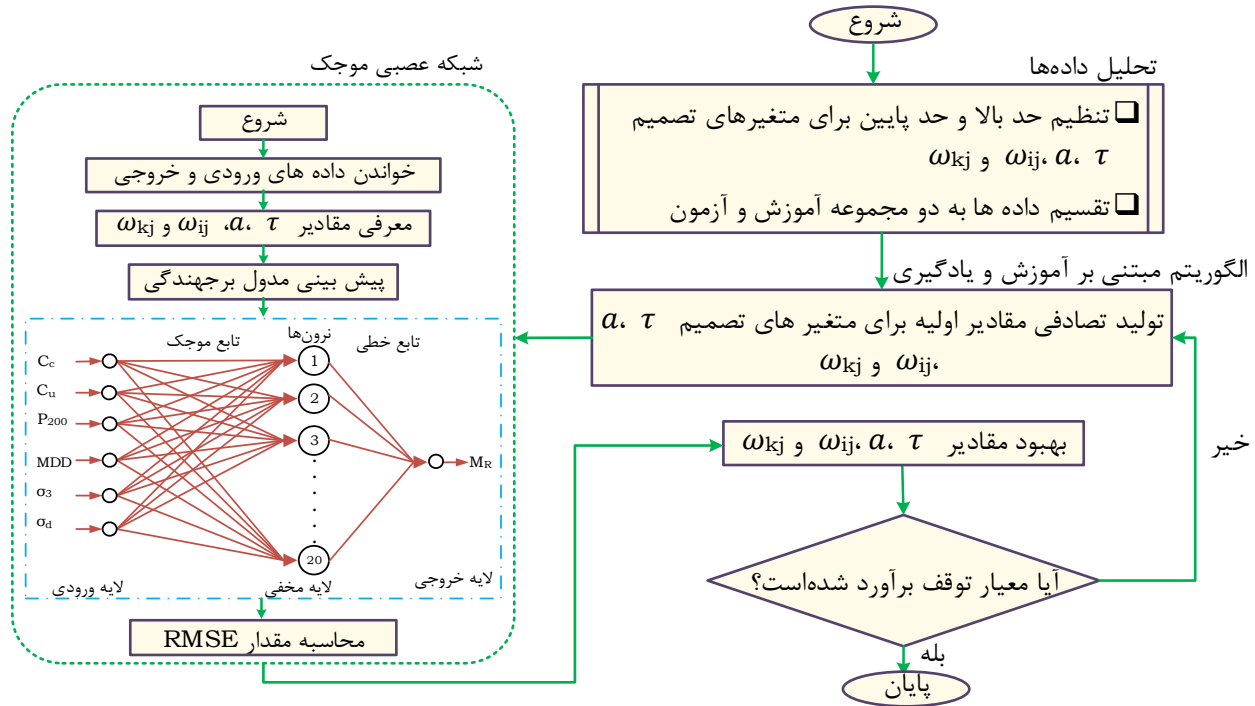 شروع
تحلیل داده‌ها
❑ تنظیم حد بالا و حد پایین برای متغیرهای تصمیم
ωkj و ωij، a، τ
❑ تقسیم داده ها به دو مجموعه آموزش و آزمون
الگوریتم مبتنی بر آموزش و یادگیری
تولید تصادفی مقادیر اولیه برای متغیر های تصمیم a، τ
ωkj و ωij،
بهبود مقادیر ωkj و ωij، a، τ
خیر
آیا معیار توقف برآورد شده‌است؟
بله
پایان
شبکه عصبی موجک
شروع
خواندن داده های ورودی و خروجی
معرفی مقادیر ωkj و ωij ،a، τ
پیش بینی مدول برجهندگی
تابع موجک
نرون‌ها
تابع خطی
Cc
Cu
P200
MDD
σ3
σd
1
2
3
20
MR
لایه ورودی
لایه مخفی
لایه خروجی
محاسبه مقدار RMSE